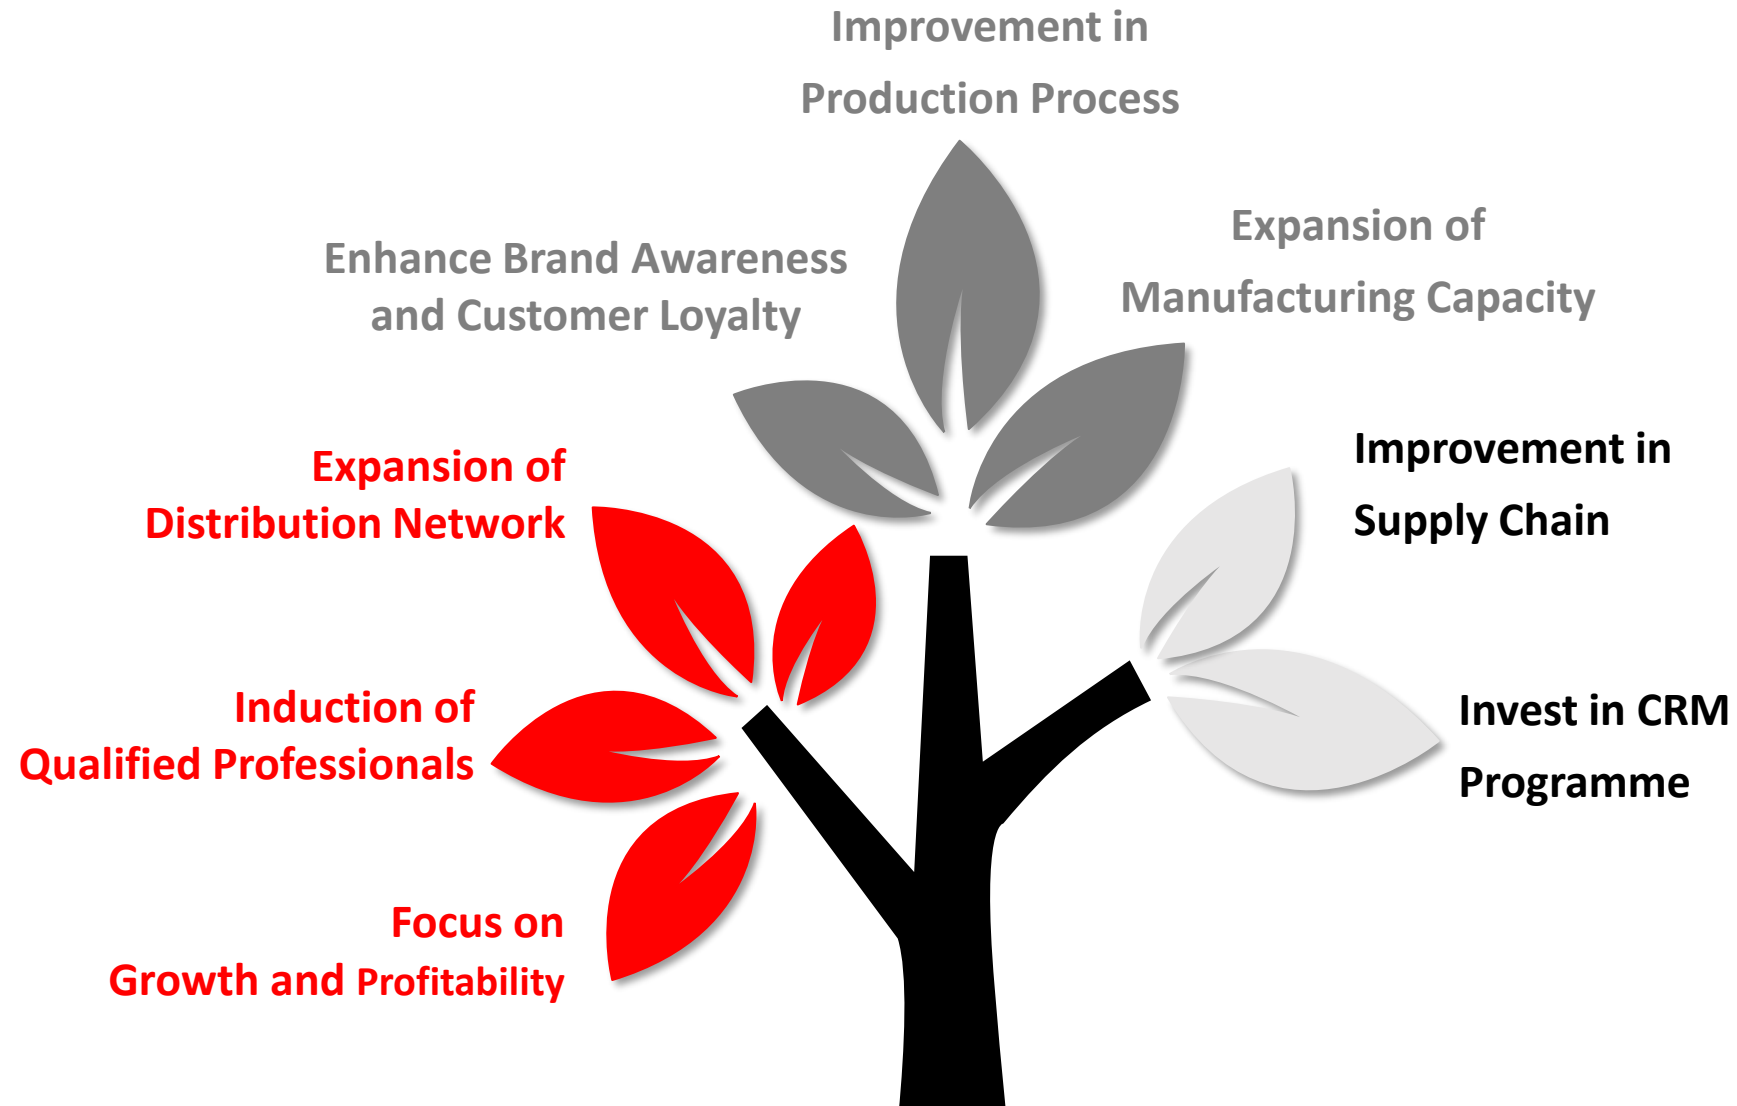 Improvement in
Production Process
Expansion of
Manufacturing Capacity
Enhance Brand Awareness
and Customer Loyalty
Improvement in
Supply Chain
Expansion of
Distribution Network
Induction of
Qualified Professionals
Invest in CRM
Programme
Focus on
Growth and Profitability